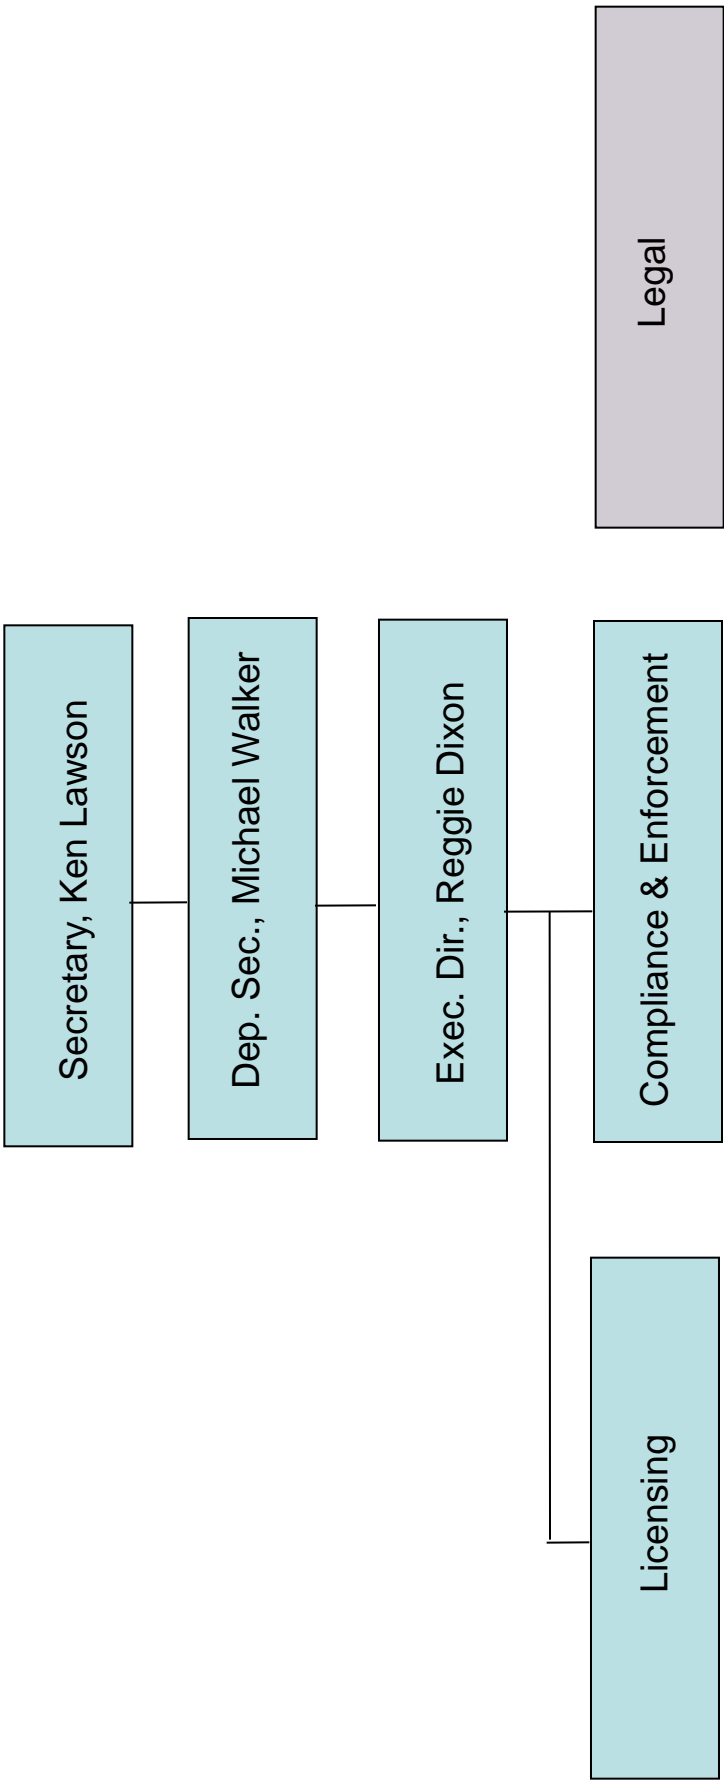 Secretary, Ken Lawson
Dep. Sec., Michael Walker
Exec. Dir., Reggie Dixon
Licensing
Compliance & Enforcement
Legal